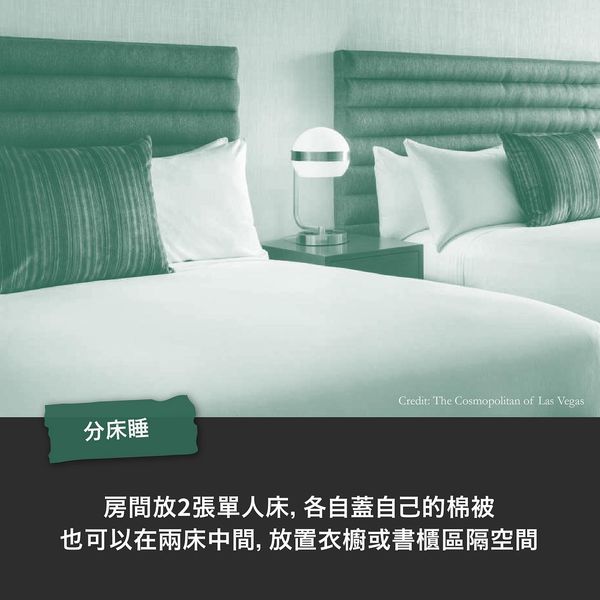 Credit: The Cosmopolitan of Las Vegas
分床睡
房間放2張單人床, 各自蓋自己的棉被
也可以在兩床中間, 放置衣櫥或書櫃區隔空間